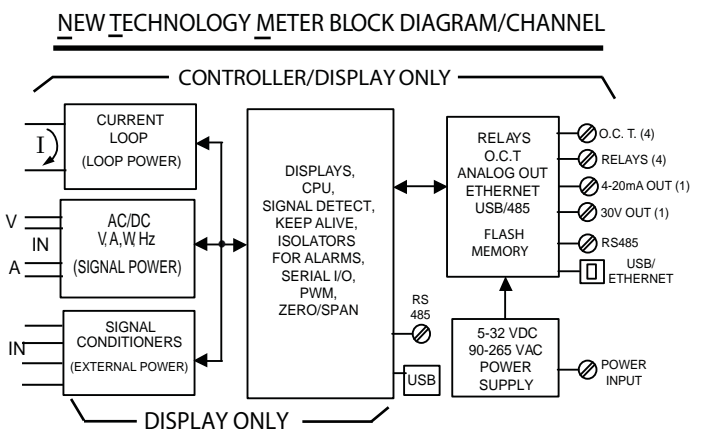 NEW TECHNOLOGY METER BLOCK DIAGRAM/CHANNEL
CONTROLLER/DISPLAY ONLY
CURRENT
LOOP
(LOOP POWER)
I
V
IN
A
AC/DC
V,A,W, Hz
(SIGNAL POWER)
IN
SIGNAL
CONDITIONERS
(EXTERNAL POWER)
DISPLAYS,
CPU,
SIGNAL DETECT,
KEEP ALIVE,
ISOLATORS
FOR ALARMS,
SERIAL I/O,
PWM,
ZERO/SPAN
RS
485
USB
RELAYS
O.C.T
ANALOG OUT
ETHERNET
USB/485
FLASH
MEMORY
O.C. T. (4)
RELAYS (4)
4-20mA OUT (1)
30V OUT (1)
RS485
USB/
ETHERNET
5-32 VDC
90-265 VAC
POWER
SUPPLY
POWER
INPUT
DISPLAY ONLY